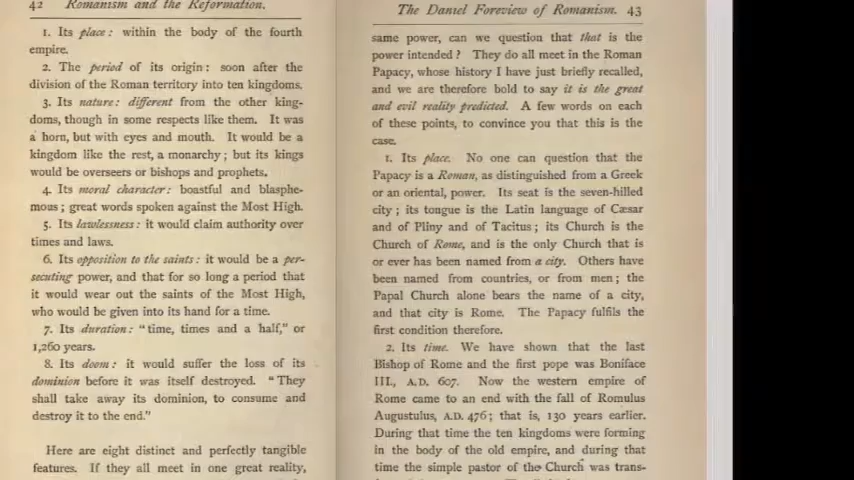 42 Romanism and the Reformation.
1. Its place: within the body of the fourth
empire.
2. The period of its origin: soon after the
division of the Roman territory into ten kingdoms.
3. Its nature: different from the other king-
doms, though in some respects like them. It was
a horn, but with eyes and mouth. It would be a
kingdom like the rest, a monarchy; but its kings
would be overseers or bishops and prophets.
4. Its moral character: boastful and blasphe-
mous; great words spoken against the Most High.
5. Its lawlessness: it would claim authority over
times and laws.
6. Its opposition to the saints: it would be a per-
secuting power, and that for so long a period that
it would wear out the saints of the Most High,
who would be given into its hand for a time.
7. Its duration: "time, times and a half," or
1,260 years.
8. Its doom: it would suffer the loss of its
dominion before it was itself destroyed. "They
shall take away its dominion, to consume and
destroy it to the end."
Here are eight distinct and perfectly tangible
features. If they all meet in one great reality,
The Daniel Foreview of Romanism. 43
same power, can we question that that is the
power intended? They do all meet in the Roman
Papacy, whose history I have just briefly recalled,
and we are therefore bold to say it is the great
and evil reality predicted. A few words on each
of these points, to convince you that this is the
case.
1. Its place. No one can question that the
Papacy is a Roman, as distinguished from a Greek
or an oriental, power. Its seat is the seven-hilled
city; its tongue is the Latin language of Cæsar
and of Pliny and of Tacitus; its Church is the
Church of Rome, and is the only Church that is
or ever has been named from a city. Others have
been named from countries, or from men; the
Papal Church alone bears the name of a city,
and that city is Rome. The Papacy fulfils the
first condition therefore.
2. Its time. We have shown that the last
Bishop of Rome and the first pope was Boniface
III., A.D. 607. Now the western empire of
Rome came to an end with the fall of Romulus
Augustulus, A.D. 476; that is, 130 years earlier.
During that time the ten kingdoms were forming
in the body of the old empire, and during that
time the simple pastor of the Church was trans-